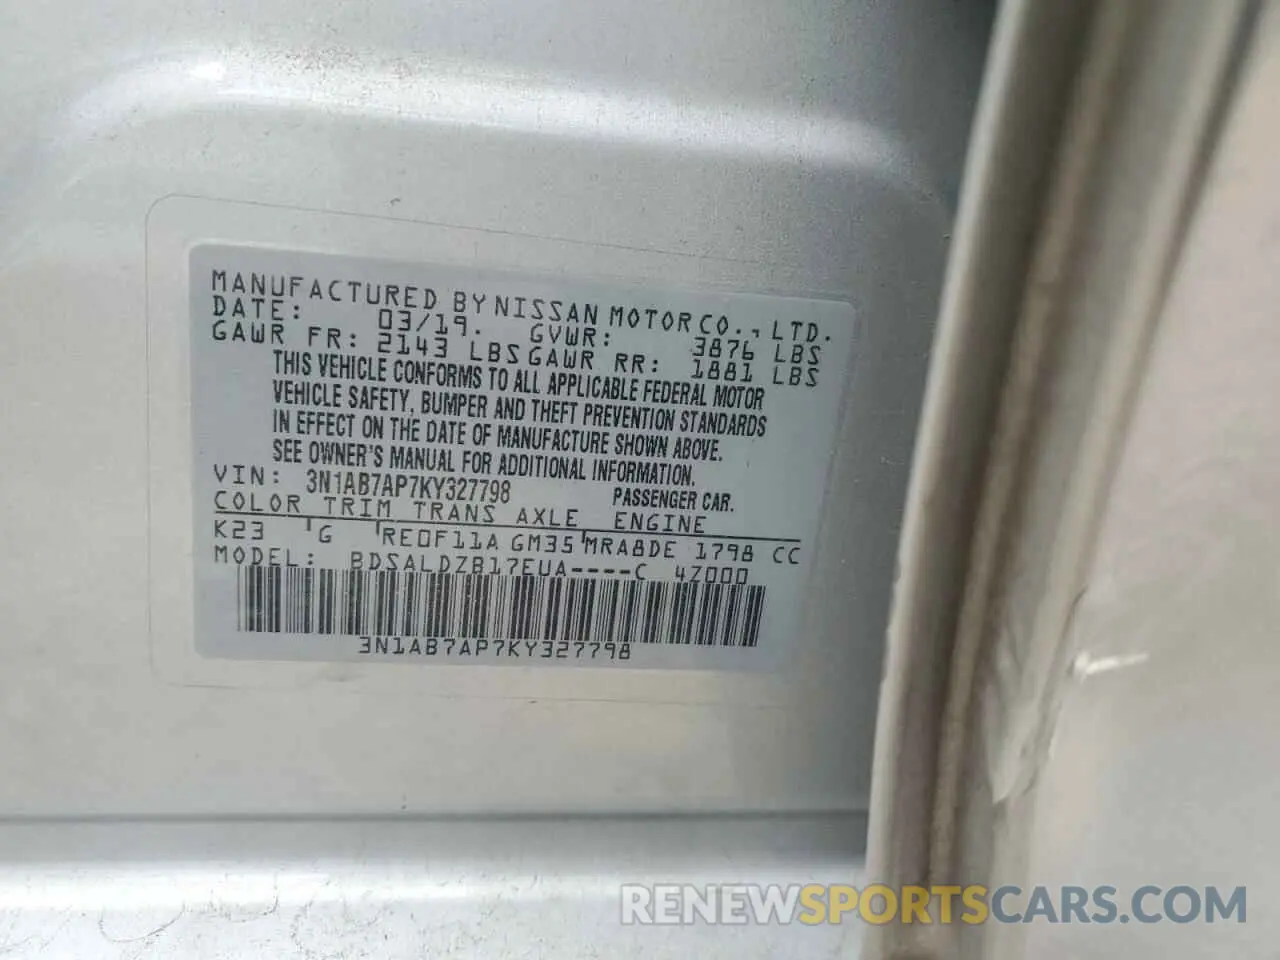 MANUFACTURED BY NISSAN MOTOR CO., LTD.
DATE: 03/19. GVWR: 3876 LBS
GAWR FR: 2143 LBS GAWR RR: 1881 LBS
THIS VEHICLE CONFORMS TO ALL APPLICABLE FEDERAL MOTOR
VEHICLE SAFETY, BUMPER AND THEFT PREVENTION STANDARDS
IN EFFECT ON THE DATE OF MANUFACTURE SHOWN ABOVE.
SEE OWNER'S MANUAL FOR ADDITIONAL INFORMATION.
VIN: 3N1AB7AP7KY327798 PASSENGER CAR.
COLOR TRIM TRANS AXLE ENGINE
K23 G RE0F11A GM35 MRA8DE 1798 CC
MODEL: BDSALDZB17EUA----C 4Z000
3N1AB7AP7KY327798
RENEWSPORTSCARS.COM